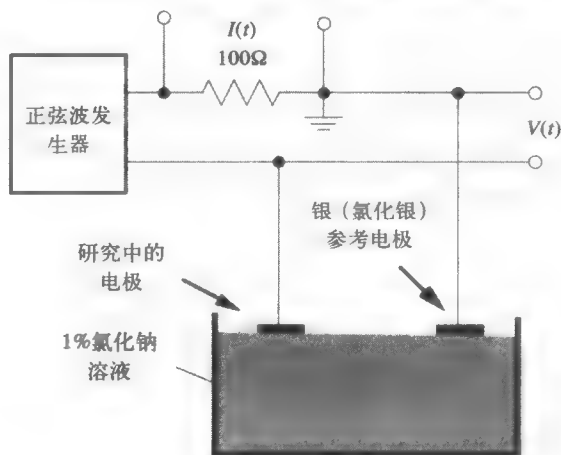 I(t)
100Ω
正弦波发
生器
V(t)
银（氯化银）
参考电极
研究中的
电极
1%氯化钠
溶液